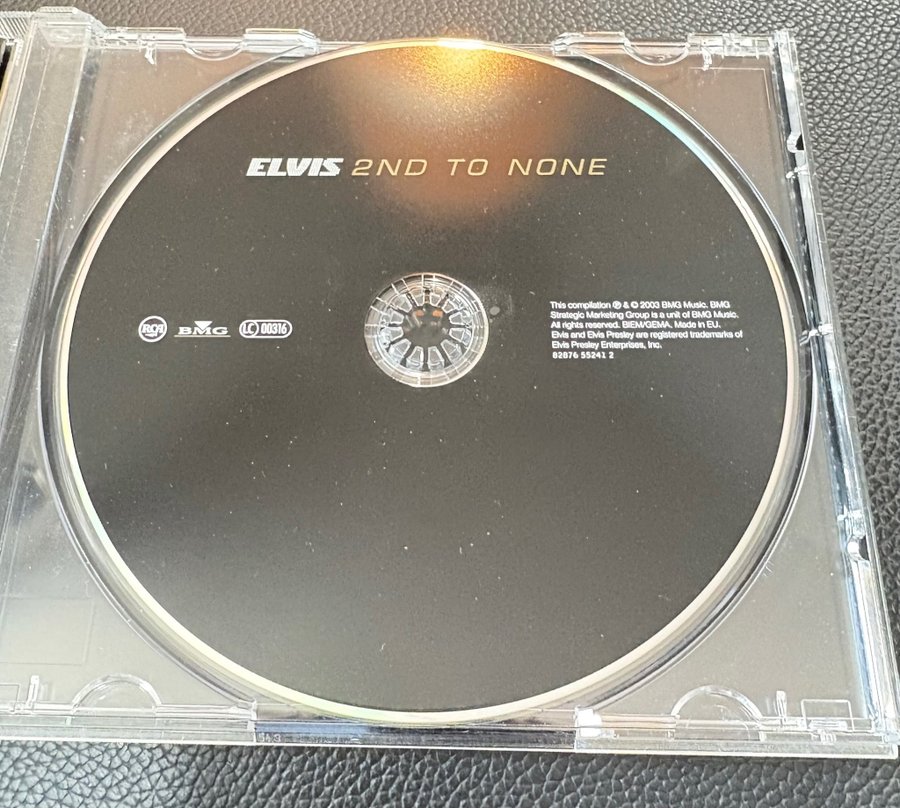 ELVIS 2ND TO NONE
RCA BMG LC 00316
This compilation ℗ & © 2003 BMG Music. BMG
Strategic Marketing Group is a unit of BMG Music.
All rights reserved. BIEM/GEMA. Made in EU.
Elvis and Elvis Presley are registered trademarks of
Elvis Presley Enterprises, Inc.
82876 55241 2